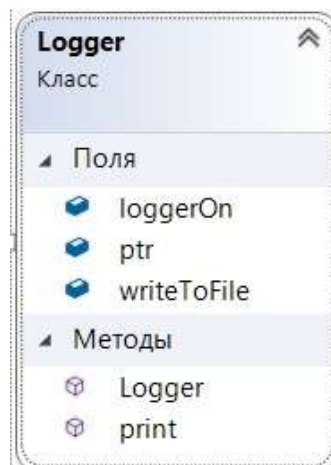 Logger
Класс
Поля
loggerOn
ptr
writeToFile
Методы
Logger
print